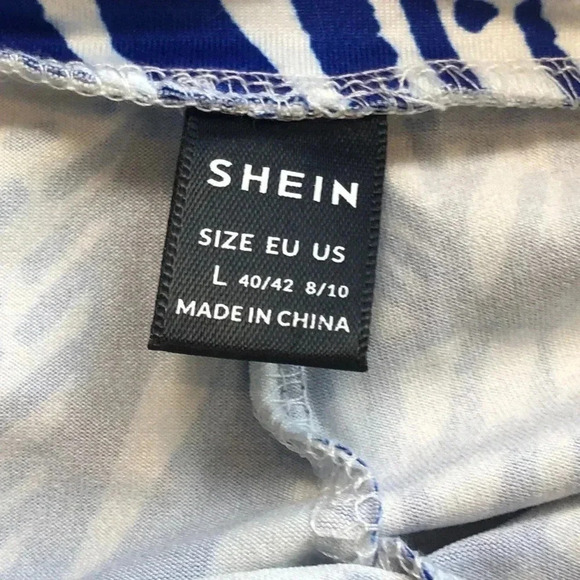 SHEIN
SIZE EU US
L 40/42 8/10
MADE IN CHINA